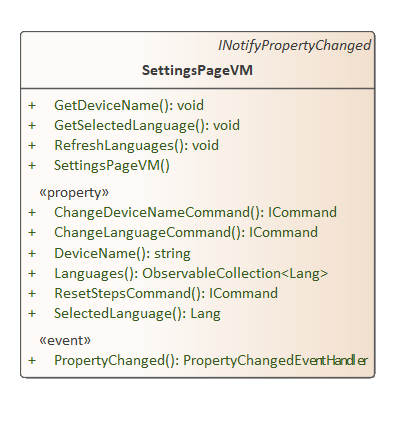 INotifyPropertyChanged
SettingsPageVM
+ GetDeviceName(): void
+ GetSelectedLanguage(): void
+ RefreshLanguages(): void
+ SettingsPageVM()
«property»
+ ChangeDeviceNameCommand(): ICommand
+ ChangeLanguageCommand(): ICommand
+ DeviceName(): string
+ Languages(): ObservableCollection<Lang>
+ ResetStepsCommand(): ICommand
+ SelectedLanguage(): Lang
«event»
+ PropertyChanged(): PropertyChangedEventHandler